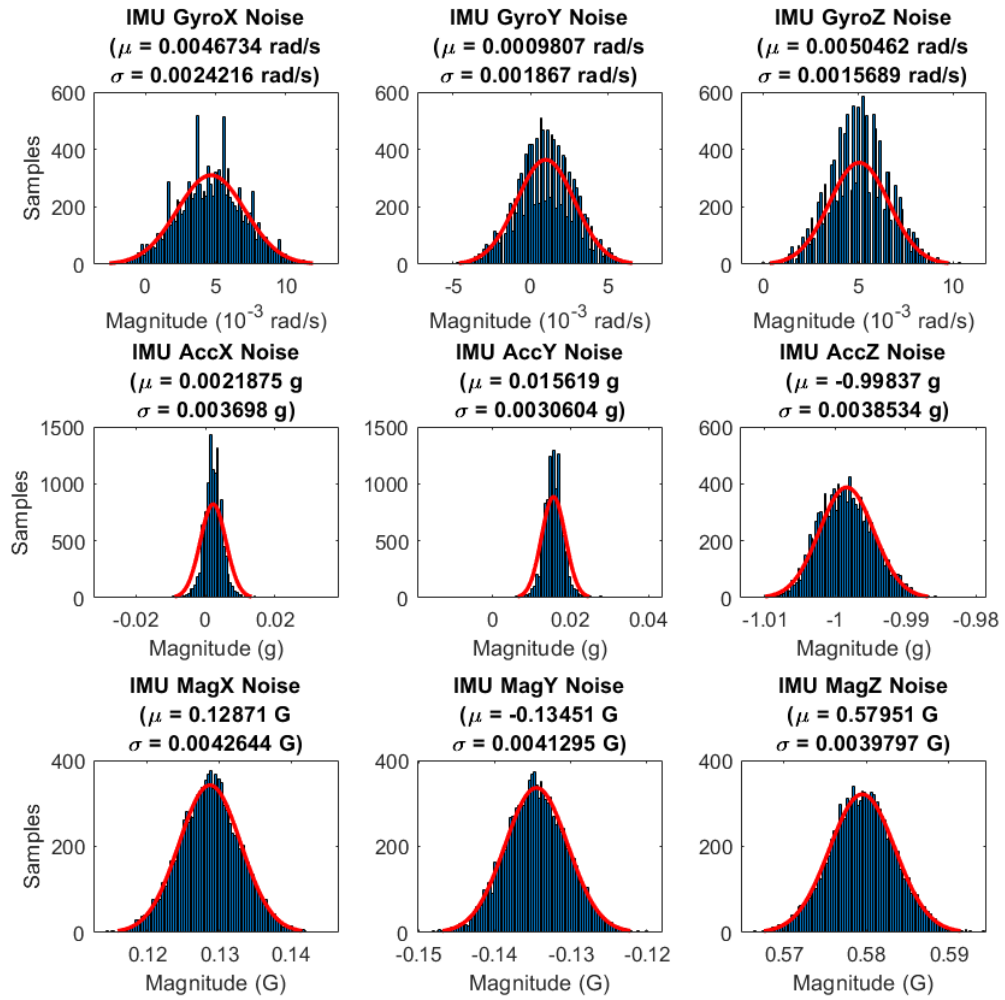 IMU GyroX Noise
(μ = 0.0046734 rad/s
σ = 0.0024216 rad/s)
600
400
200
0
Samples
0 5 10
Magnitude (10⁻³ rad/s)
IMU GyroY Noise
(μ = 0.0009807 rad/s
σ = 0.001867 rad/s)
600
400
200
0
-5 0 5
Magnitude (10⁻³ rad/s)
IMU GyroZ Noise
(μ = 0.0050462 rad/s
σ = 0.0015689 rad/s)
600
400
200
0
0 5 10
Magnitude (10⁻³ rad/s)
IMU AccX Noise
(μ = 0.0021875 g
σ = 0.003698 g)
1500
1000
500
0
Samples
-0.02 0 0.02
Magnitude (g)
IMU AccY Noise
(μ = 0.015619 g
σ = 0.0030604 g)
1500
1000
500
0
0 0.02 0.04
Magnitude (g)
IMU AccZ Noise
(μ = -0.99837 g
σ = 0.0038534 g)
600
400
200
0
-1.01 -1 -0.99 -0.98
Magnitude (g)
IMU MagX Noise
(μ = 0.12871 G
σ = 0.0042644 G)
400
200
0
Samples
0.12 0.13 0.14
Magnitude (G)
IMU MagY Noise
(μ = -0.13451 G
σ = 0.0041295 G)
400
200
0
-0.15 -0.14 -0.13 -0.12
Magnitude (G)
IMU MagZ Noise
(μ = 0.57951 G
σ = 0.0039797 G)
400
200
0
0.57 0.58 0.59
Magnitude (G)